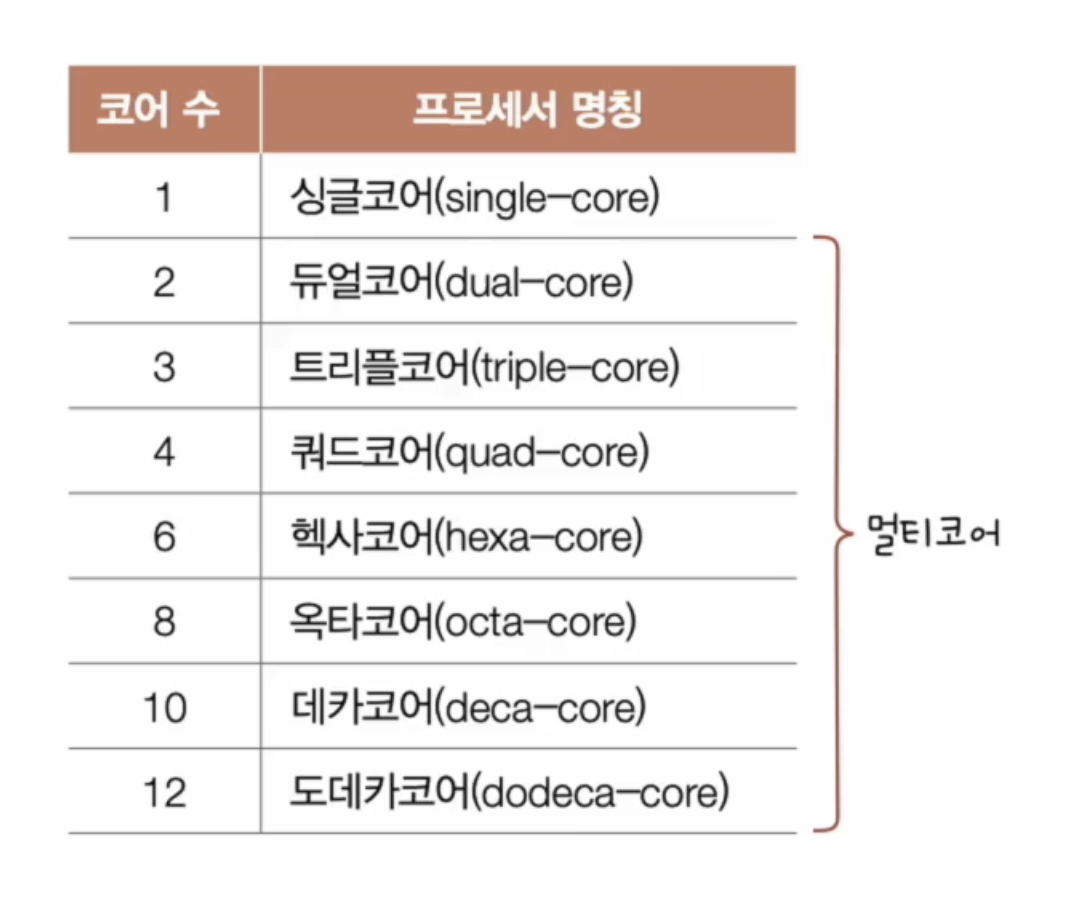 코어 수 프로세서 명칭
1 싱글코어(single-core)
2 듀얼코어(dual-core)
3 트리플코어(triple-core)
4 쿼드코어(quad-core)
6 헥사코어(hexa-core)
멀티코어
8 옥타코어(octa-core)
10 데카코어(deca-core)
12 도데카코어(dodeca-core)